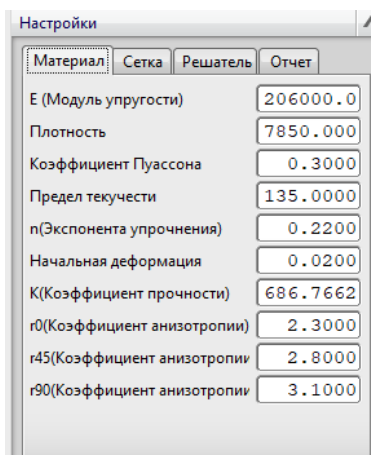 Настройки
Материал Сетка Решатель Отчет
E (Модуль упругости) 206000.0
Плотность 7850.000
Коэффициент Пуассона 0.3000
Предел текучести 135.0000
n(Экспонента упрочнения) 0.2200
Начальная деформация 0.0200
K(Коэффициент прочности) 686.7662
r0(Коэффициент анизотропии) 2.3000
r45(Коэффициент анизотропии 2.8000
r90(Коэффициент анизотропии 3.1000